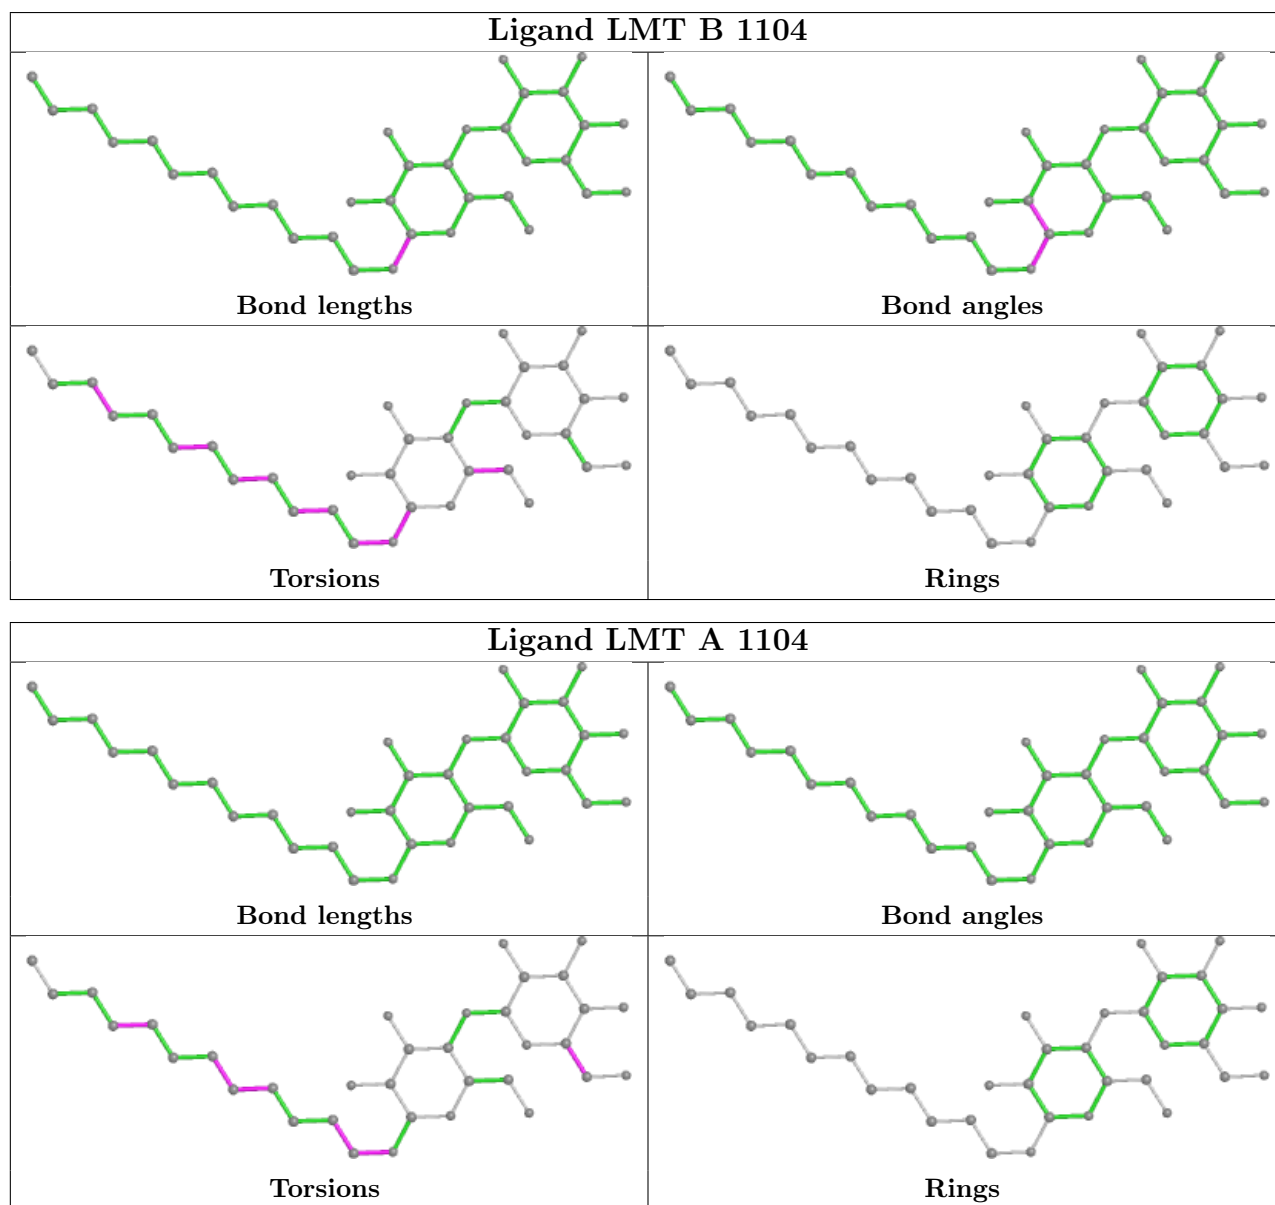 Ligand LMT B 1104
Bond lengths
Bond angles
Torsions
Rings
Ligand LMT A 1104
Bond lengths
Bond angles
Torsions
Rings